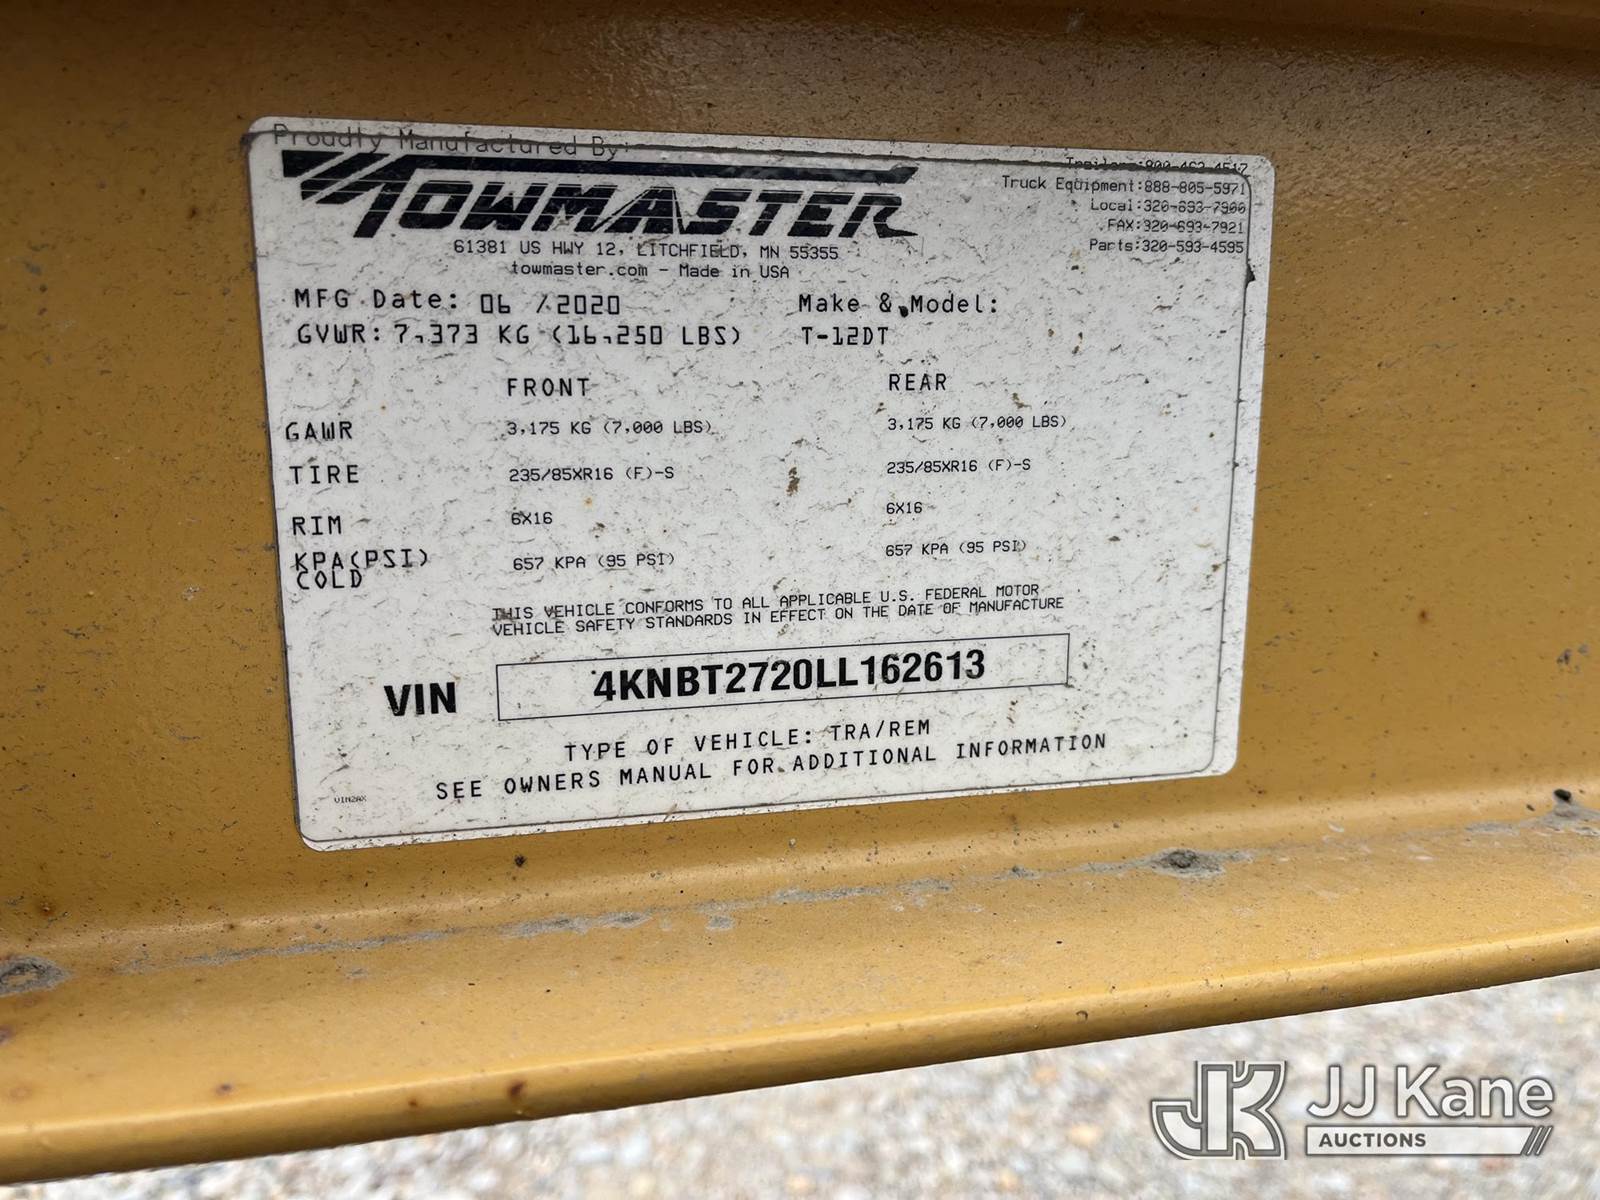 Proudly Manufactured By:
TOWMASTER
61381 US HWY 12, LITCHFIELD, MN 55355
towmaster.com - Made in USA
Trailers:800-462-4517
Truck Equipment:888-805-5971
Local:320-693-7900
FAX:320-693-7921
Parts:320-593-4595
MFG Date: 06 /2020
Make & Model:
GVWR: 7,373 KG (16,250 LBS)
T-12DT
FRONT REAR
GAWR 3,175 KG (7,000 LBS) 3,175 KG (7,000 LBS)
TIRE 235/85XR16 (F)-S 235/85XR16 (F)-S
RIM 6X16 6X16
KPA(PSI) 657 KPA (95 PSI) 657 KPA (95 PSI)
COLD
THIS VEHICLE CONFORMS TO ALL APPLICABLE U.S. FEDERAL MOTOR
VEHICLE SAFETY STANDARDS IN EFFECT ON THE DATE OF MANUFACTURE
VIN 4KNBT2720LL162613
TYPE OF VEHICLE: TRA/REM
SEE OWNERS MANUAL FOR ADDITIONAL INFORMATION
VIN2AX
JK JJ Kane
AUCTIONS